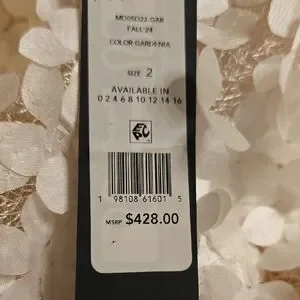 MD05D22-GAR
FALL 24
COLOR GARDENIA
SIZE 2
AVAILABLE IN
0 2 4 6 8 10 12 14 16
1 98108 61601 5
MSRP $428.00